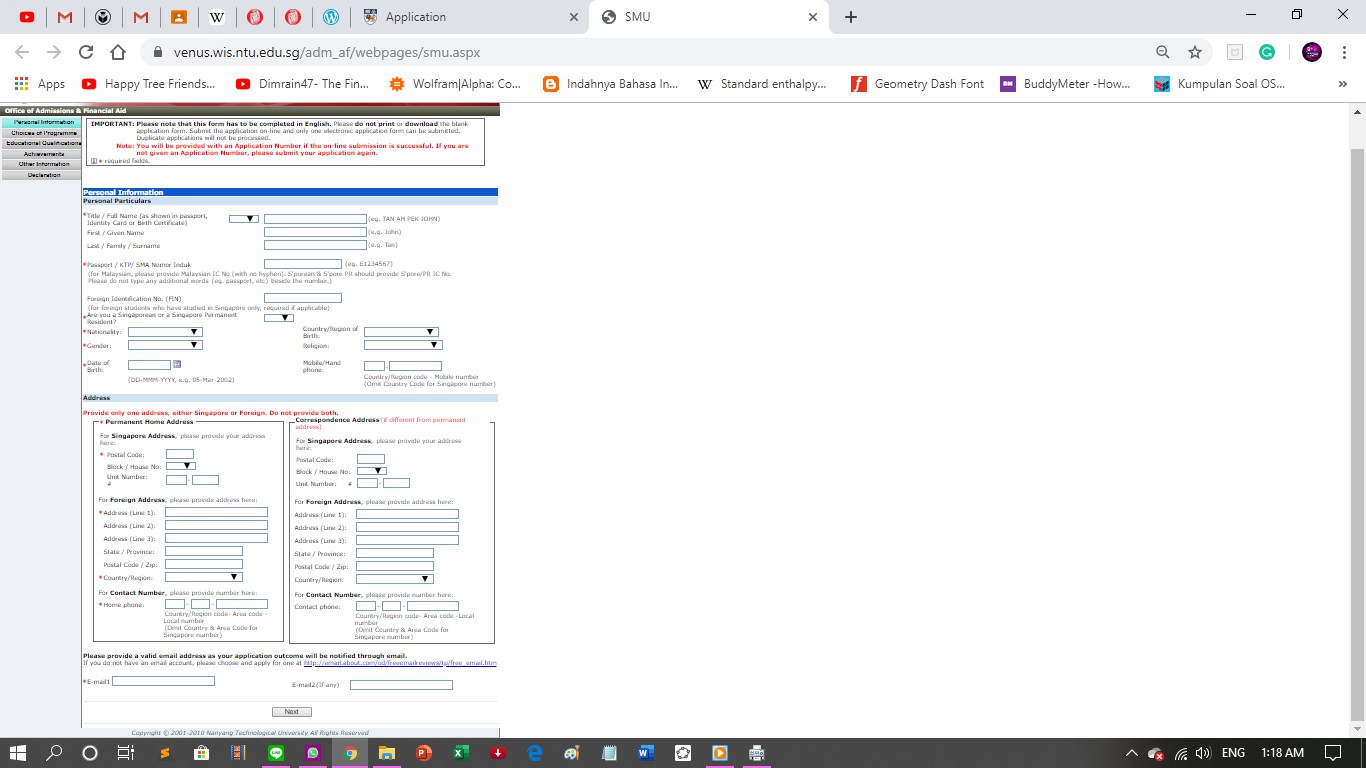 Application
SMU
venus.wis.ntu.edu.sg/adm_af/webpages/smu.aspx
Apps
Happy Tree Friends...
Dimrain47- The Fin...
Wolfram|Alpha: Co...
Indahnya Bahasa In...
Standard enthalpy...
Geometry Dash Font
BuddyMeter -How...
Kumpulan Soal OS...
»
Office of Admissions & Financial Aid
Personal Information
Choices of Programme
Educational Qualifications
Achievements
Other Information
Declaration
IMPORTANT: Please note that this form has to be completed in English. Please do not print or download the blank
application form. Submit the application on-line and only one electronic application form can be submitted.
Duplicate applications will not be processed.
Note: You will be provided with an Application Number if the on-line submission is successful. If you are
not given an Application Number, please submit your application again.
* required fields.
Personal Information
Personal Particulars
*Title / Full Name (as shown in passport,
Identity Card or Birth Certificate)
(eg. TAN AH PEK JOHN)
First / Given Name
(e.g. John)
Last / Family / Surname
(e.g. Tan)
*Passport / KTP/ SMA Nomor Induk
(eg. E1234567)
(for Malaysian, please provide Malaysian IC No (with no hyphen). S'porean & S'pore PR should provide S'pore/PR IC No.
Please do not type any additional words (eg. passport, etc) beside the number.)
Foreign Identification No. (FIN)
(for foreign students who have studied in Singapore only, required if applicable)
*Are you a Singaporean or a Singapore Permanent
Resident?
*Nationality:
Country/Region of
Birth:
*Gender:
Religion:
*Date of
Birth:
Mobile/Hand
phone:
-
(DD-MMM-YYYY, e.g. 05-Mar-2002)
Country/Region code - Mobile number
(Omit Country Code for Singapore number)
Address
Provide only one address, either Singapore or Foreign. Do not provide both.
* Permanent Home Address
For Singapore Address, please provide your address
here:
* Postal Code:
Block / House No:
Unit Number:
#
-
For Foreign Address, please provide address here:
*Address (Line 1):
Address (Line 2):
Address (Line 3):
State / Province:
Postal Code / Zip:
*Country/Region:
For Contact Number, please provide number here:
*Home phone:
- -
Country/Region code- Area code -
Local number
(Omit Country & Area Code for
Singapore number)
Correspondence Address (if different from permanent
address)
For Singapore Address, please provide your address
here:
Postal Code:
Block / House No:
Unit Number: #
-
For Foreign Address, please provide address here:
Address (Line 1):
Address (Line 2):
Address (Line 3):
State / Province:
Postal Code / Zip:
Country/Region:
For Contact Number, please provide number here:
Contact phone:
- -
Country/Region code- Area code -Local
number
(Omit Country & Area Code for
Singapore number)
Please provide a valid email address as your application outcome will be notified through email.
If you do not have an email account, please choose and apply for one at http://email.about.com/od/freeemailreviews/tp/free_email.htm
*E-mail1
E-mail2(If any)
Next
Copyright © 2001-2010 Nanyang Technological University All Rights Reserved
ENG
1:18 AM